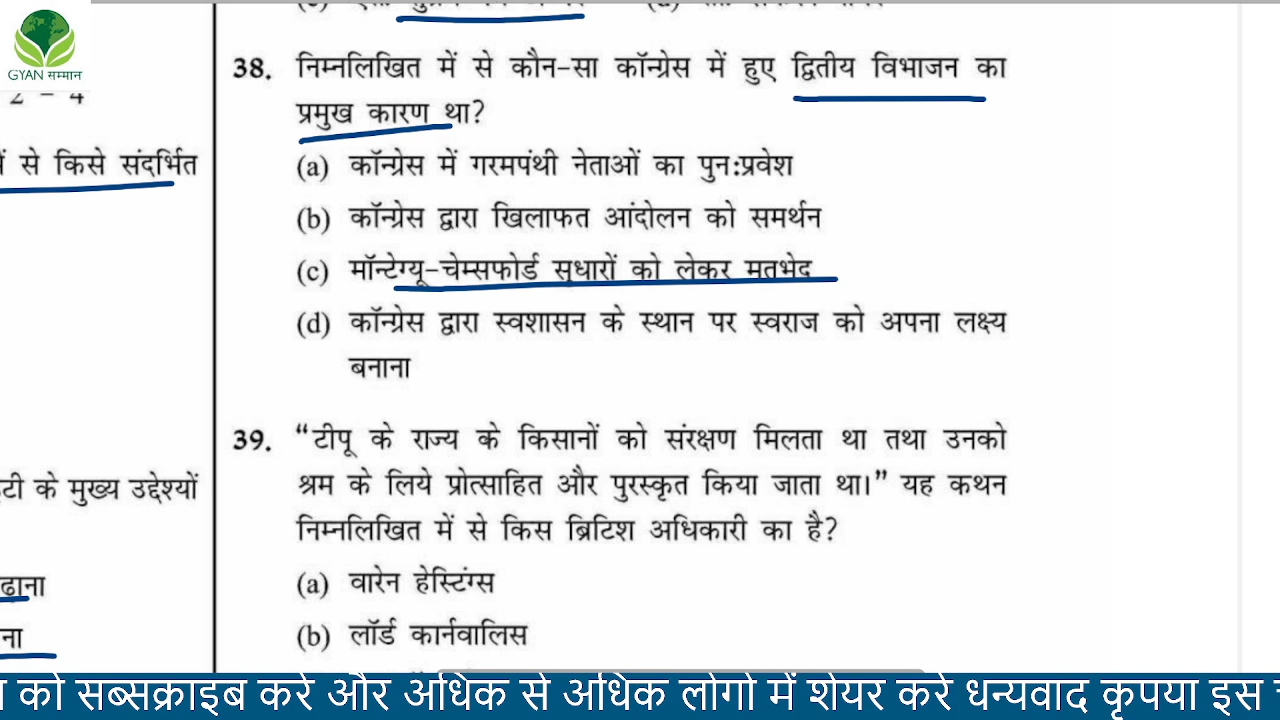 GYAN सम्मान
2 – 4
से किसे संदर्भित
टी के मुख्य उद्देश्यों
ढाना
ना
38. निम्नलिखित में से कौन-सा कॉन्ग्रेस में हुए द्वितीय विभाजन का
प्रमुख कारण था?
(a) कॉन्ग्रेस में गरमपंथी नेताओं का पुन:प्रवेश
(b) कॉन्ग्रेस द्वारा खिलाफत आंदोलन को समर्थन
(c) मॉन्टेग्यू-चेम्सफोर्ड सुधारों को लेकर मतभेद
(d) कॉन्ग्रेस द्वारा स्वशासन के स्थान पर स्वराज को अपना लक्ष्य
बनाना
39. “टीपू के राज्य के किसानों को संरक्षण मिलता था तथा उनको
श्रम के लिये प्रोत्साहित और पुरस्कृत किया जाता था।” यह कथन
निम्नलिखित में से किस ब्रिटिश अधिकारी का है?
(a) वारेन हेस्टिंग्स
(b) लॉर्ड कार्नवालिस
को सब्सक्राइब करें और अधिक से अधिक लोगों में शेयर करें धन्यवाद कृपया इस